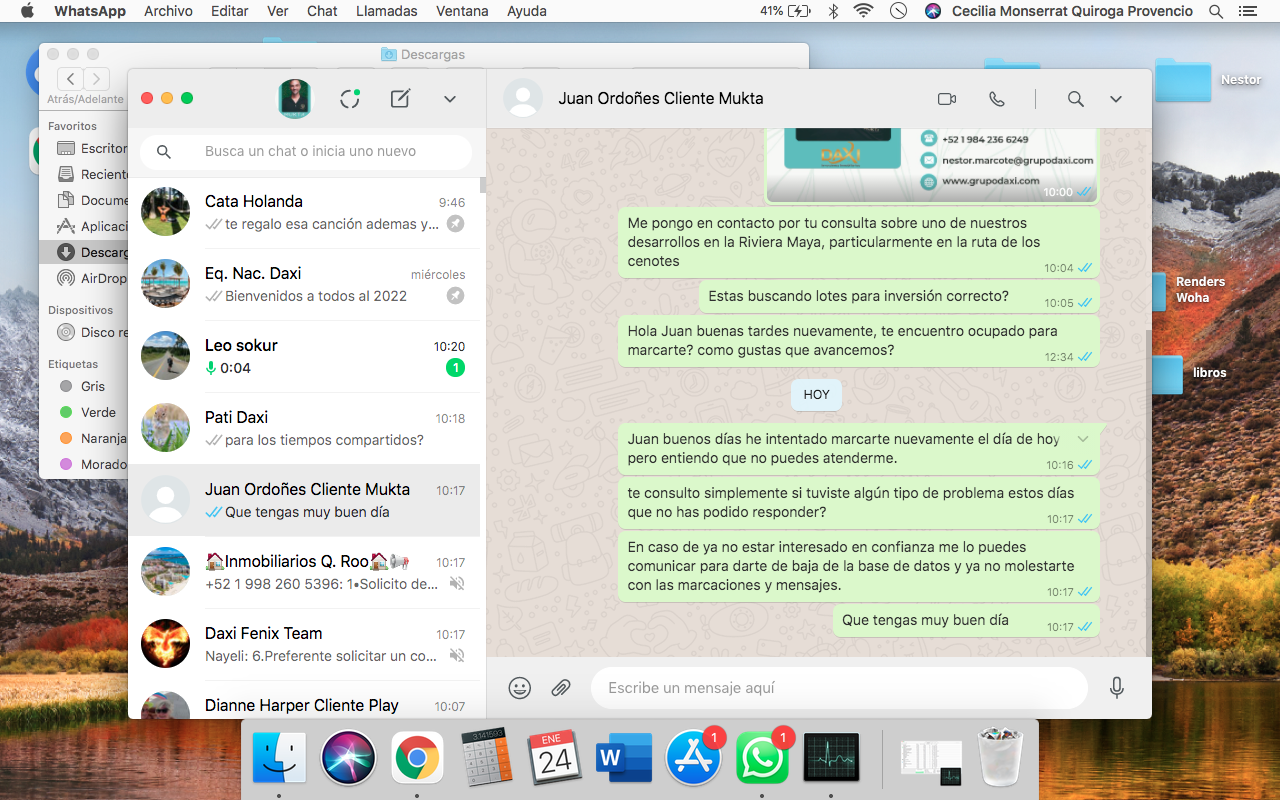 WhatsApp Archivo Editar Ver Chat Llamadas Ventana Ayuda 41% Cecilia Monserrat Quiroga Provencio
Descargas
Atrás/Adelante
Favoritos
Escritor
Recient
Docume
Aplicaci
Descarg
AirDrop
Dispositivos
Disco re
Etiquetas
Gris
Verde
Naranja
Morado
Busca un chat o inicia uno nuevo
Cata Holanda 9:46
te regalo esa canción ademas y...
Eq. Nac. Daxi miércoles
Bienvenidos a todos al 2022
Leo sokur 10:20
0:04 1
Pati Daxi 10:18
para los tiempos compartidos?
Juan Ordoñes Cliente Mukta 10:17
Que tengas muy buen día
Inmobiliarios Q. Roo 10:17
+52 1 998 260 5396: 1•Solicito de...
Daxi Fenix Team 10:17
Nayeli: 6.Preferente solicitar un co...
Dianne Harper Cliente Play 10:07
Juan Ordoñes Cliente Mukta
DAXI
+52 1 984 236 6249
nestor.marcote@grupodaxi.com
www.grupodaxi.com
10:00
Me pongo en contacto por tu consulta sobre uno de nuestros
desarrollos en la Riviera Maya, particularmente en la ruta de los
cenotes
10:04
Estas buscando lotes para inversión correcto?
10:05
Hola Juan buenas tardes nuevamente, te encuentro ocupado para
marcarte? como gustas que avancemos?
12:34
HOY
Juan buenos días he intentado marcarte nuevamente el día de hoy
pero entiendo que no puedes atenderme.
10:16
te consulto simplemente si tuviste algún tipo de problema estos días
que no has podido responder?
10:17
En caso de ya no estar interesado en confianza me lo puedes
comunicar para darte de baja de la base de datos y ya no molestarte
con las marcaciones y mensajes.
10:17
Que tengas muy buen día
10:17
Escribe un mensaje aquí
Nestor
Renders
Woha
libros
3.141593
ENE
24
W
1
1